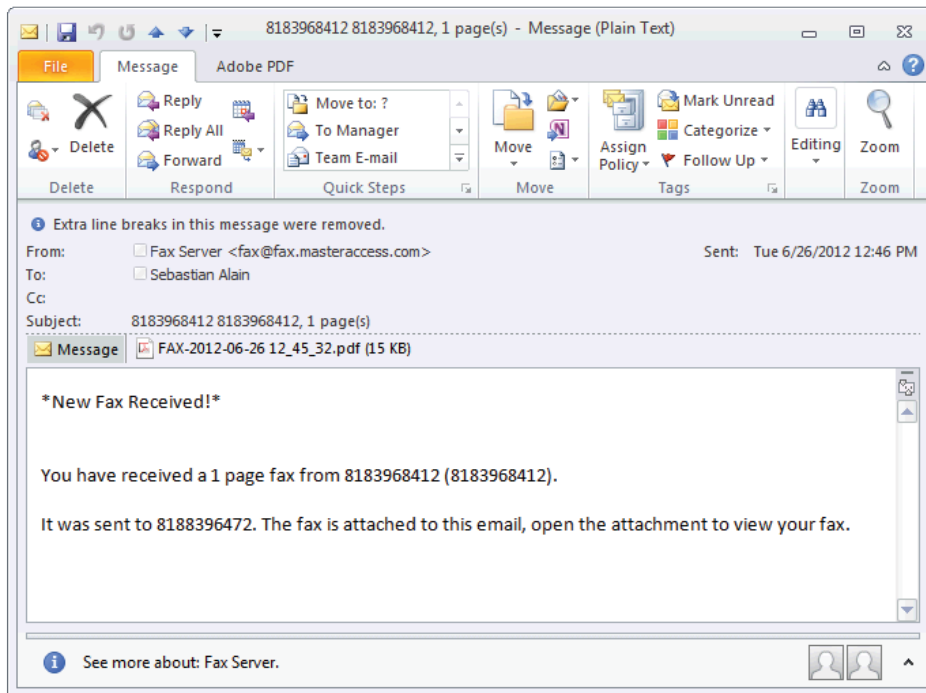 8183968412 8183968412, 1 page(s) - Message (Plain Text)
File Message Adobe PDF
Delete
Reply
Reply All
Forward
Move to: ?
To Manager
Team E-mail
Move
Assign Policy
Mark Unread
Categorize
Follow Up
Editing
Zoom
Delete Respond Quick Steps Move Tags Zoom
Extra line breaks in this message were removed.
From: Fax Server <fax@fax.masteraccess.com> Sent: Tue 6/26/2012 12:46 PM
To: Sebastian Alain
Cc:
Subject: 8183968412 8183968412, 1 page(s)
Message FAX-2012-06-26 12_45_32.pdf (15 KB)
*New Fax Received!*
You have received a 1 page fax from 8183968412 (8183968412).
It was sent to 8188396472. The fax is attached to this email, open the attachment to view your fax.
See more about: Fax Server.